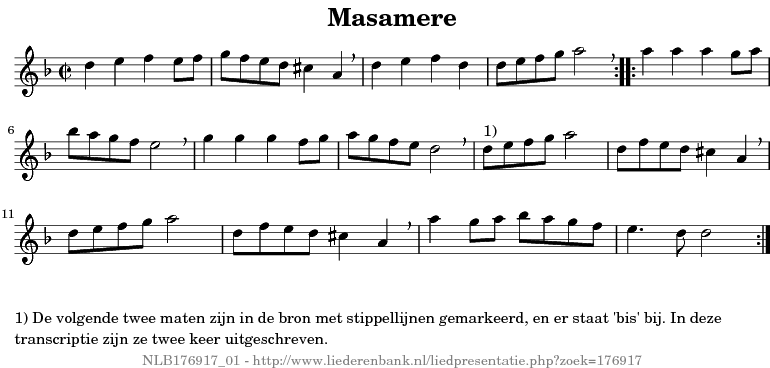 Masamere
1)
6
11
1) De volgende twee maten zijn in de bron met stippellijnen gemarkeerd, en er staat 'bis' bij. In deze
transcriptie zijn ze twee keer uitgeschreven.
NLB176917_01 - http://www.liederenbank.nl/liedpresentatie.php?zoek=176917